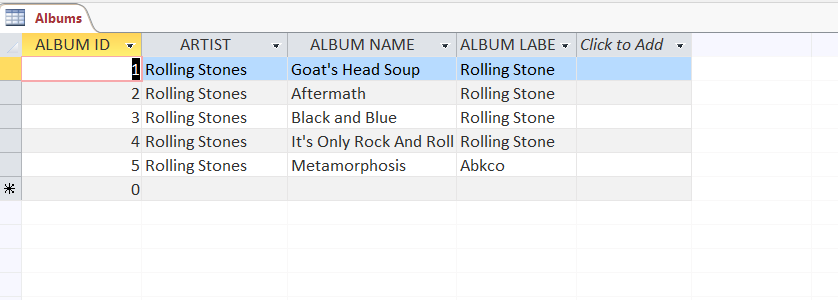 Albums
ALBUM ID ARTIST ALBUM NAME ALBUM LABE Click to Add
1 Rolling Stones Goat's Head Soup Rolling Stone
2 Rolling Stones Aftermath Rolling Stone
3 Rolling Stones Black and Blue Rolling Stone
4 Rolling Stones It's Only Rock And Roll Rolling Stone
5 Rolling Stones Metamorphosis Abkco
0